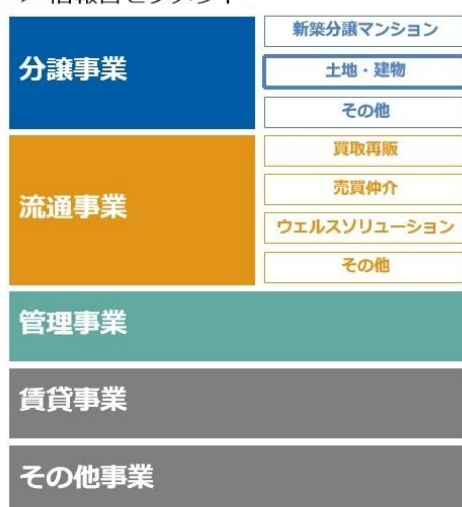 分譲事業
新築分譲マンション
土地・建物
その他
流通事業
買取再販
売買仲介
ウェルスソリューション
その他
管理事業
賃貸事業
その他事業